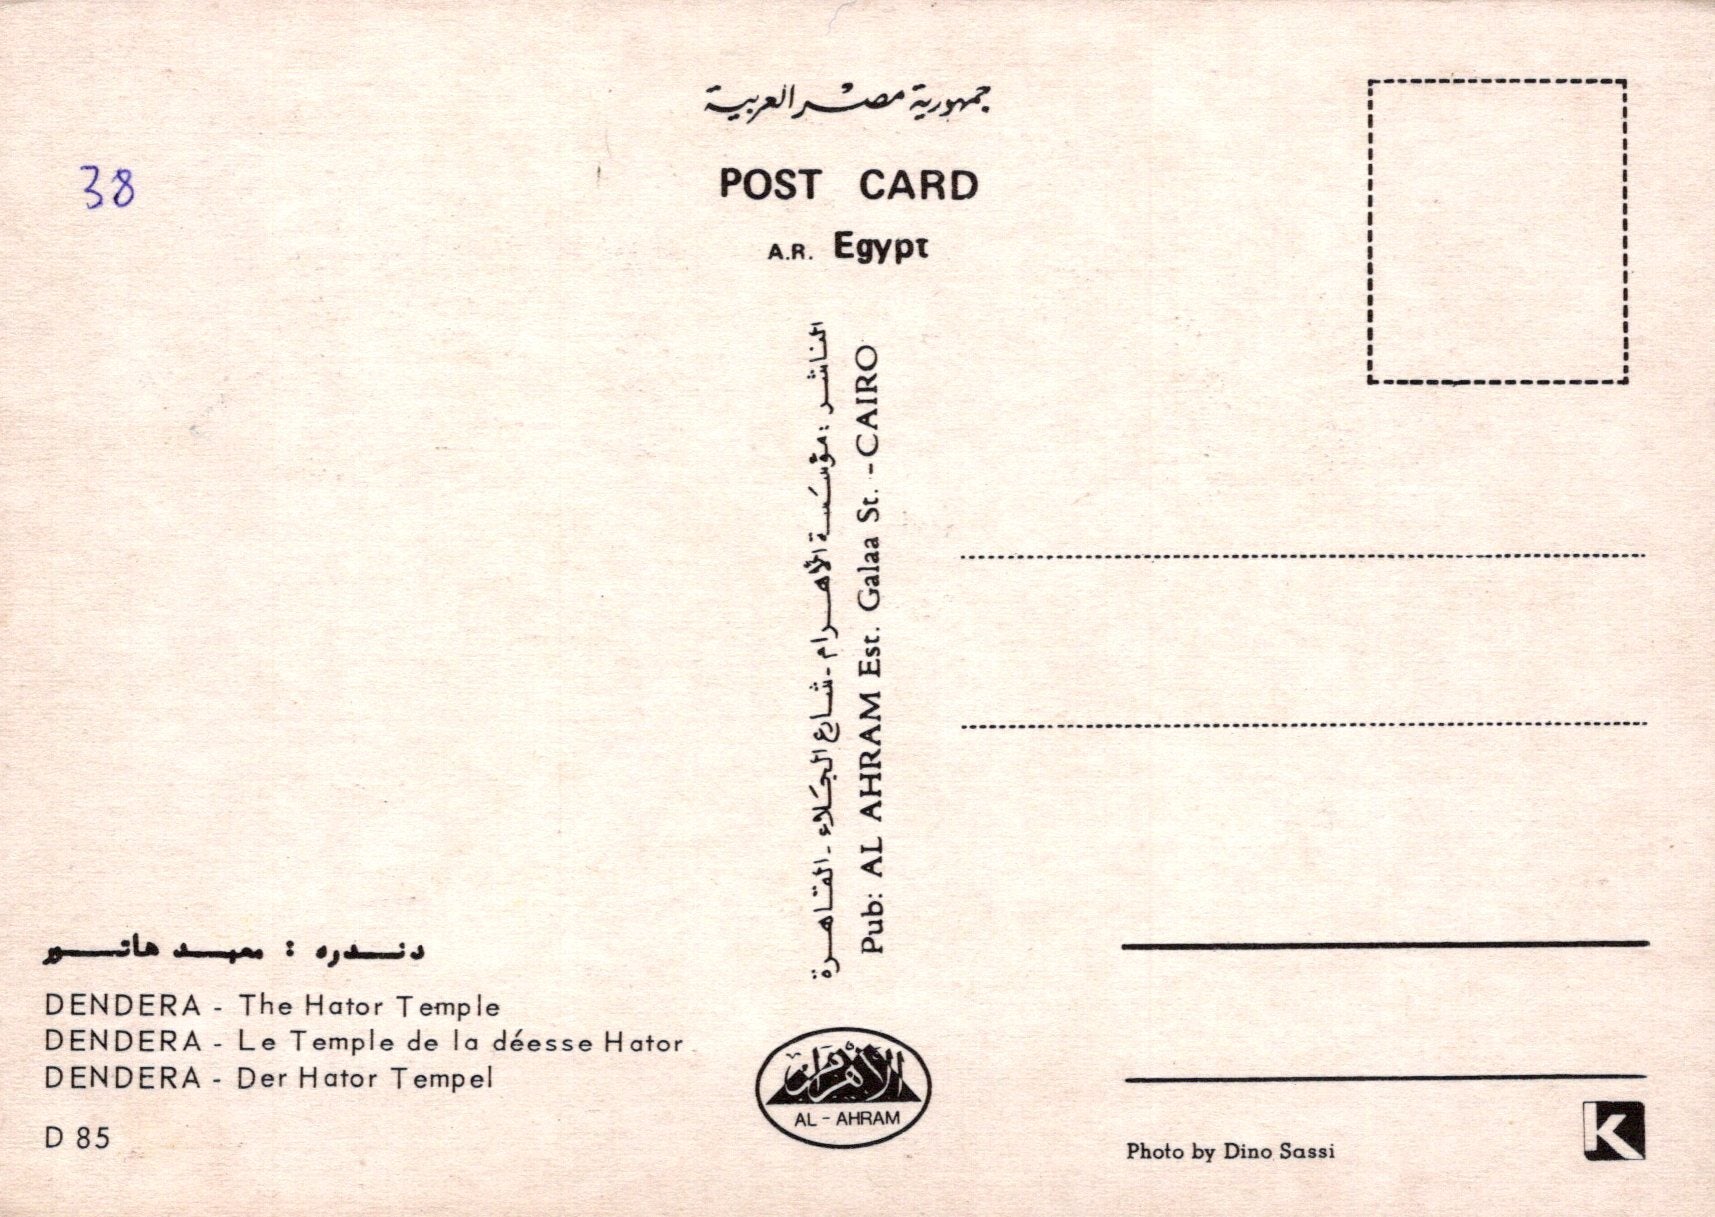 جمهورية مصر العربية
POST CARD
A.R. Egypt
38
الناشر : مؤسسة الأهرام - شارع الجلاء - القاهرة
Pub: AL AHRAM Est. Galaa St. - CAIRO
دندره : معبد هاتور
DENDERA - The Hator Temple
DENDERA - Le Temple de la déesse Hator
DENDERA - Der Hator Tempel
D 85
الأهرام
AL - AHRAM
Photo by Dino Sassi
K